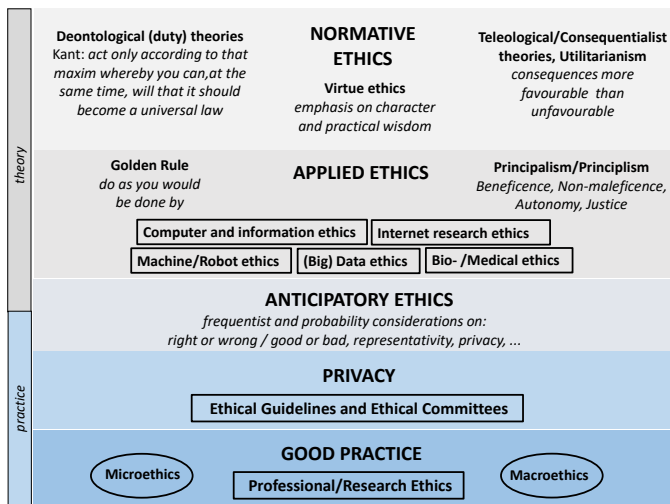 theory
practice
Deontological (duty) theories
Kant: act only according to that
maxim whereby you can,at the
same time, will that it should
become a universal law
NORMATIVE
ETHICS
Virtue ethics
emphasis on character
and practical wisdom
Teleological/Consequentialist
theories, Utilitarianism
consequences more
favourable than
unfavourable
Golden Rule
do as you would
be done by
APPLIED ETHICS
Principalism/Principlism
Beneficence, Non-maleficence,
Autonomy, Justice
Computer and information ethics
Internet research ethics
Machine/Robot ethics
(Big) Data ethics
Bio- /Medical ethics
ANTICIPATORY ETHICS
frequentist and probability considerations on:
right or wrong / good or bad, representativity, privacy, ...
PRIVACY
Ethical Guidelines and Ethical Committees
GOOD PRACTICE
Microethics
Professional/Research Ethics
Macroethics